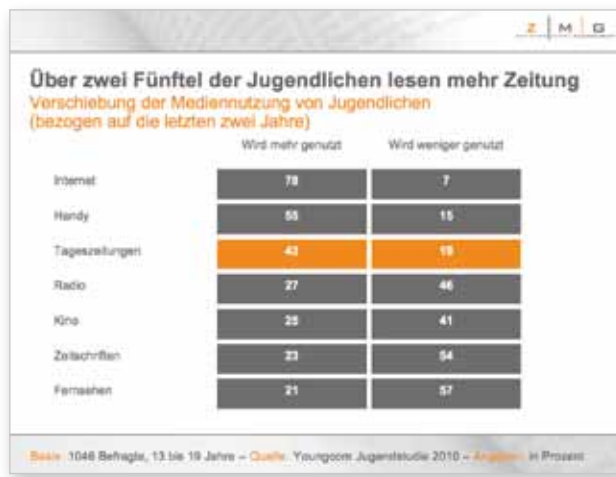 Z M G
Über zwei Fünftel der Jugendlichen lesen mehr Zeitung
Verschiebung der Mediennutzung von Jugendlichen
(bezogen auf die letzten zwei Jahre)
Wird mehr genutzt Wird weniger genutzt
Internet 78 7
Handy 55 15
Tageszeitungen 43 19
Radio 27 46
Kino 25 41
Zeitschriften 23 54
Fernsehen 21 57
Basis: 1046 Befragte, 13 bis 19 Jahre – Quelle: Youngcom Jugendstudie 2010 – Angaben: in Prozent